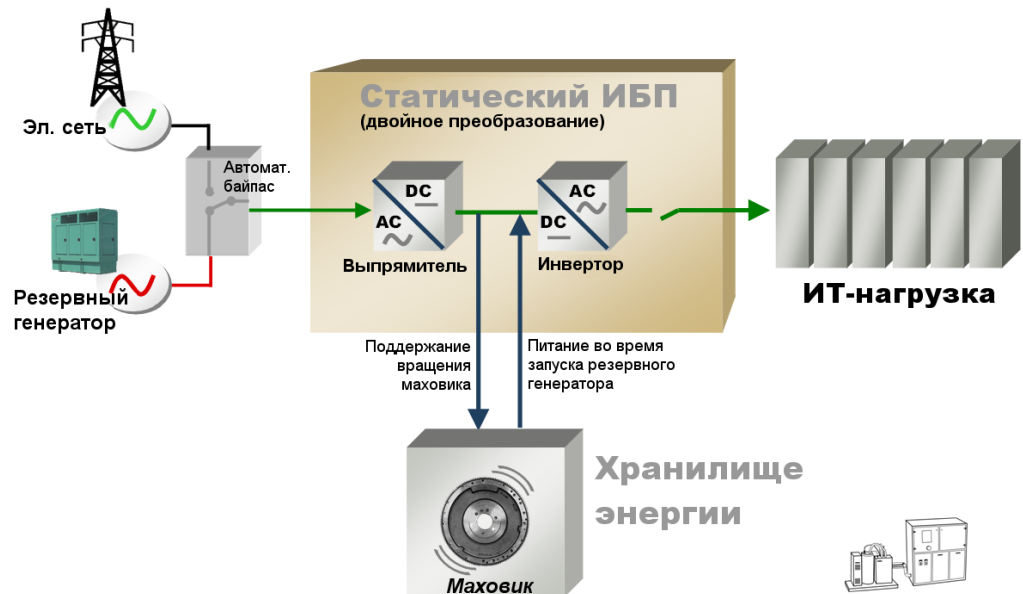 Статический ИБП
(двойное преобразование)
Эл. сеть
Автомат.
байпас
DC
AC
Выпрямитель
AC
DC
Инвертор
Резервный
генератор
ИТ-нагрузка
Поддержание
вращения
маховика
Питание во время
запуска резервного
генератора
Хранилище
энергии
Маховик